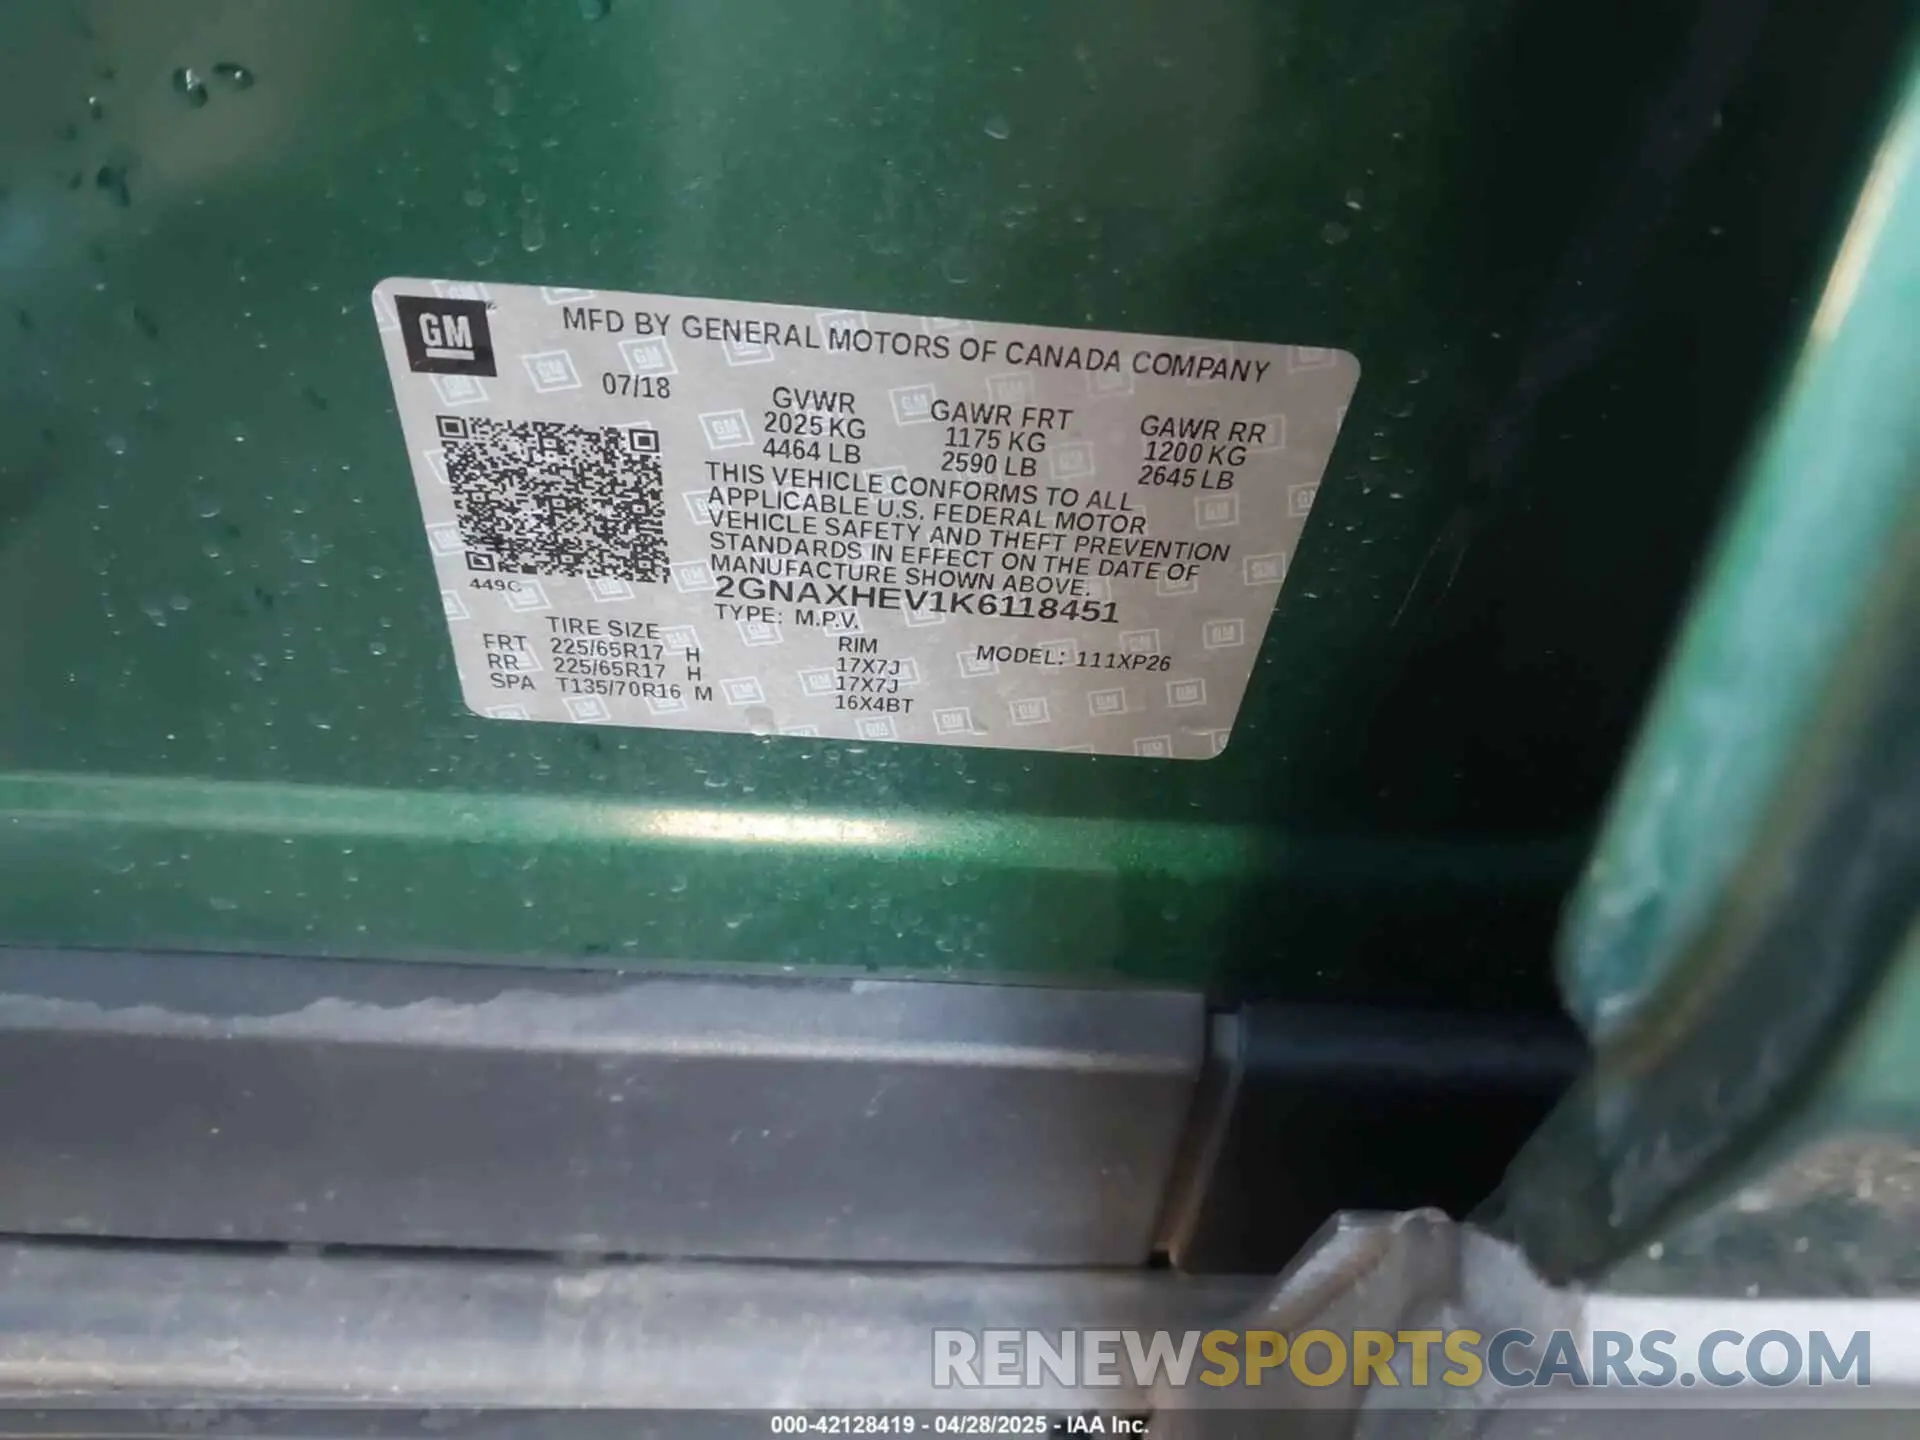 GM
MFD BY GENERAL MOTORS OF CANADA COMPANY
07/18
GVWR GAWR FRT GAWR RR
2025 KG 1175 KG 1200 KG
4464 LB 2590 LB 2645 LB
THIS VEHICLE CONFORMS TO ALL
APPLICABLE U.S. FEDERAL MOTOR
VEHICLE SAFETY AND THEFT PREVENTION
STANDARDS IN EFFECT ON THE DATE OF
MANUFACTURE SHOWN ABOVE.
449C
2GNAXHEV1K6118451
TYPE: M.P.V.
TIRE SIZE RIM MODEL: 111XP26
FRT 225/65R17 H 17X7J
RR 225/65R17 H 17X7J
SPA T135/70R16 M 16X4BT
RENEWSPORTSCARS.COM
000-42128419 - 04/28/2025 - IAA Inc.